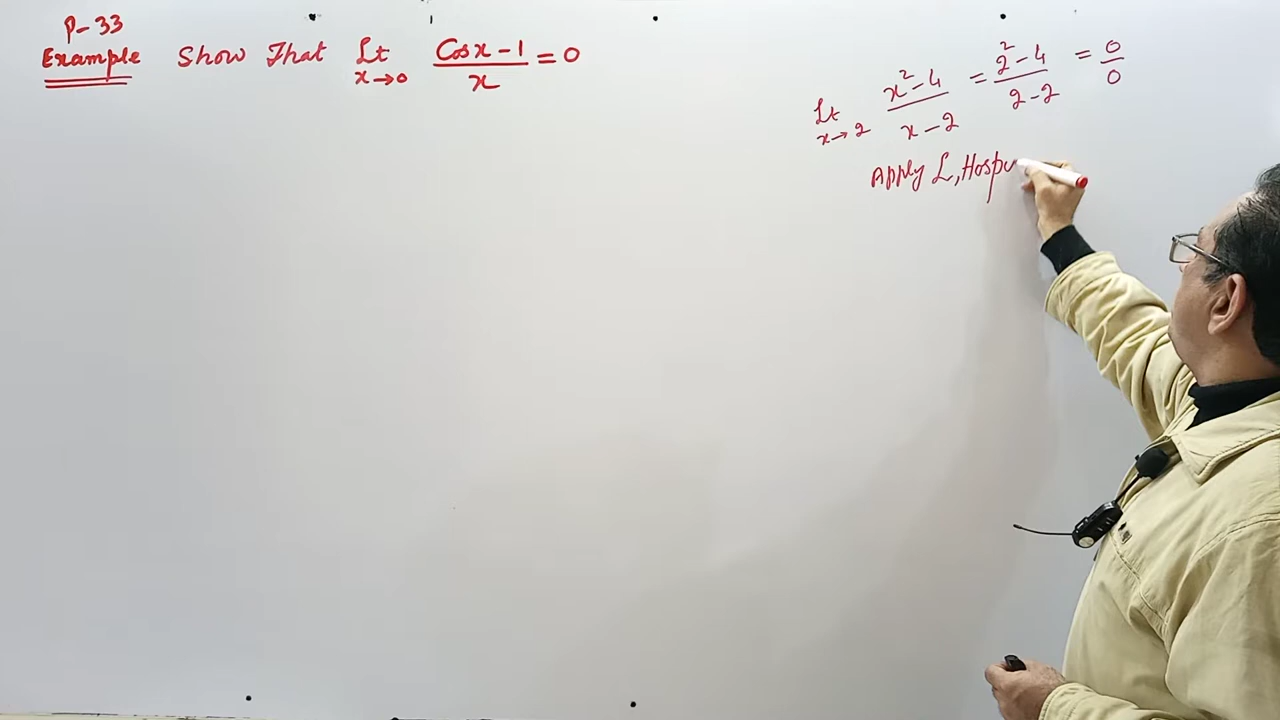 P-33
Example Show That Lt x→0 (Cosx-1)/x = 0
Lt x→2 (x²-4)/(x-2) = (2²-4)/(2-2) = 0/0
Apply L,Hosp